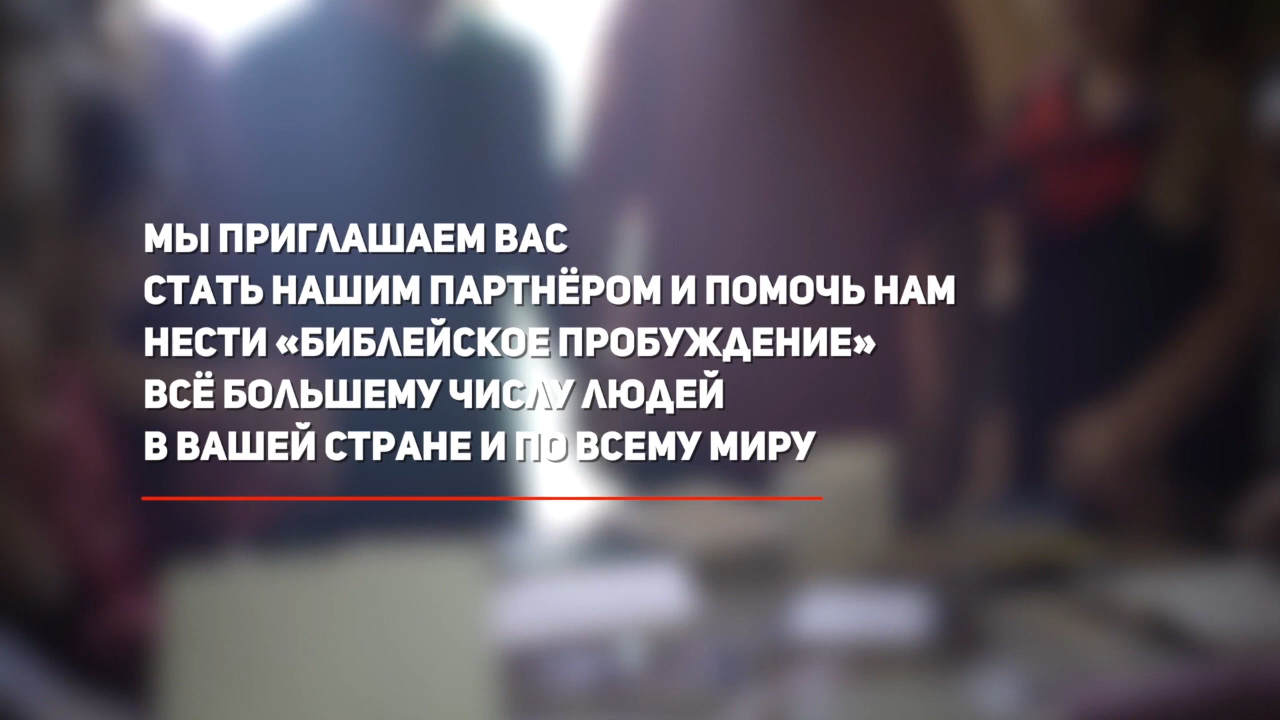 МЫ ПРИГЛАШАЕМ ВАС
СТАТЬ НАШИМ ПАРТНЁРОМ И ПОМОЧЬ НАМ
НЕСТИ «БИБЛЕЙСКОЕ ПРОБУЖДЕНИЕ»
ВСЁ БОЛЬШЕМУ ЧИСЛУ ЛЮДЕЙ
В ВАШЕЙ СТРАНЕ И ПО ВСЕМУ МИРУ